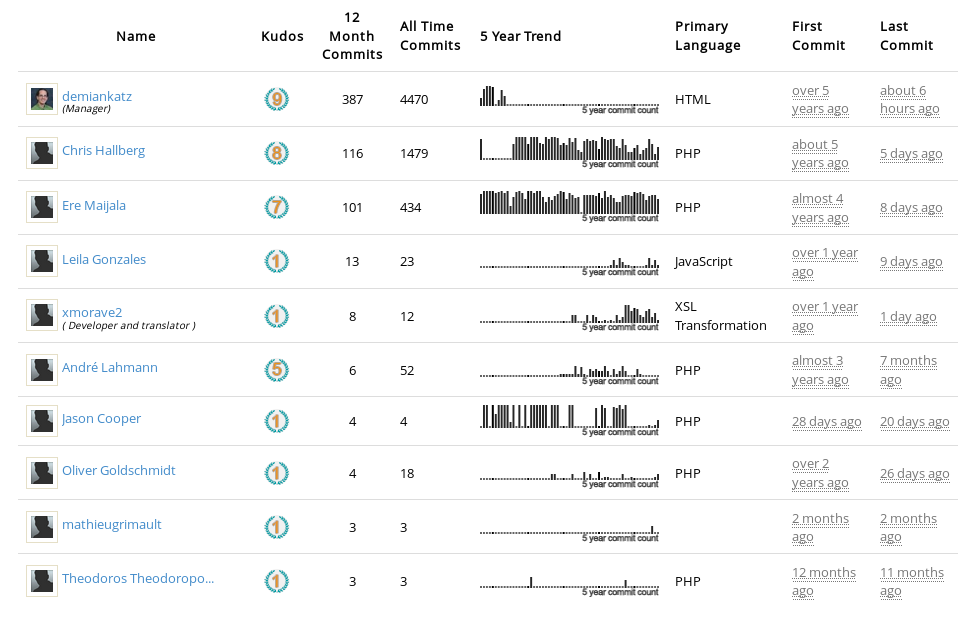 Name
Kudos
12
Month
Commits
All Time
Commits
5 Year Trend
Primary
Language
First
Commit
Last
Commit
demiankatz
(Manager)
9
387
4470
5 year commit count
HTML
over 5
years ago
about 6
hours ago
Chris Hallberg
8
116
1479
5 year commit count
PHP
about 5
years ago
5 days ago
Ere Maijala
7
101
434
5 year commit count
PHP
almost 4
years ago
8 days ago
Leila Gonzales
1
13
23
5 year commit count
JavaScript
over 1 year
ago
9 days ago
xmorave2
( Developer and translator )
1
8
12
5 year commit count
XSL
Transformation
over 1 year
ago
1 day ago
André Lahmann
5
6
52
5 year commit count
PHP
almost 3
years ago
7 months
ago
Jason Cooper
1
4
4
5 year commit count
PHP
28 days ago
20 days ago
Oliver Goldschmidt
1
4
18
5 year commit count
PHP
over 2
years ago
26 days ago
mathieugrimault
1
3
3
5 year commit count
2 months
ago
2 months
ago
Theodoros Theodoropo...
1
3
3
5 year commit count
PHP
12 months
ago
11 months
ago